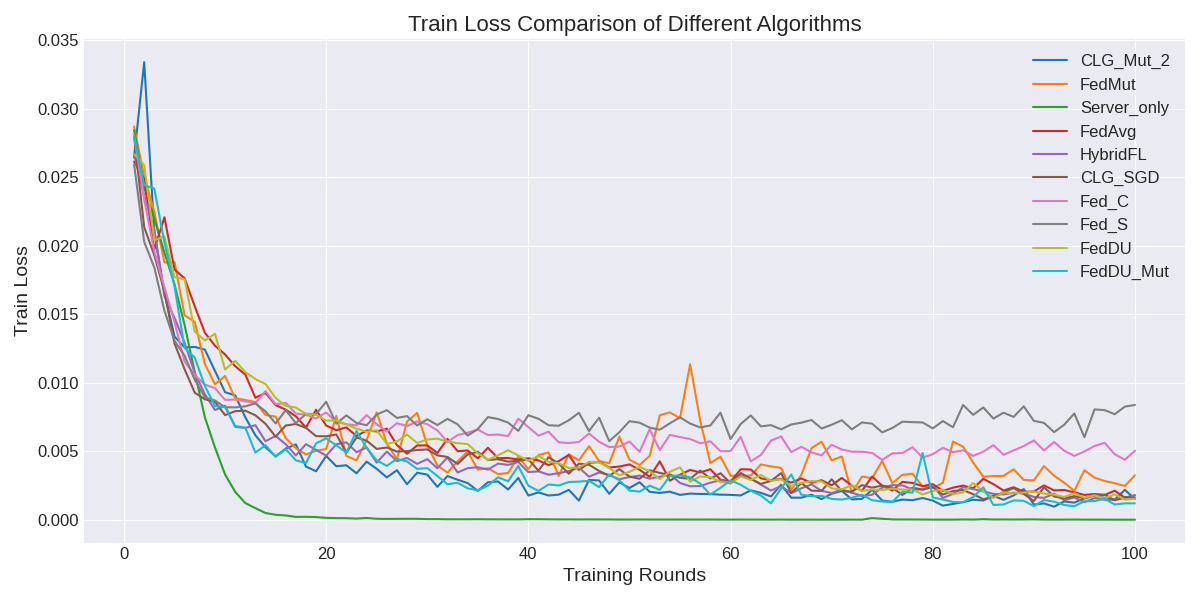 Train Loss Comparison of Different Algorithms
Train Loss
0.035
0.030
0.025
0.020
0.015
0.010
0.005
0.000
CLG_Mut_2
FedMut
Server_only
FedAvg
HybridFL
CLG_SGD
Fed_C
Fed_S
FedDU
FedDU_Mut
0 20 40 60 80 100
Training Rounds